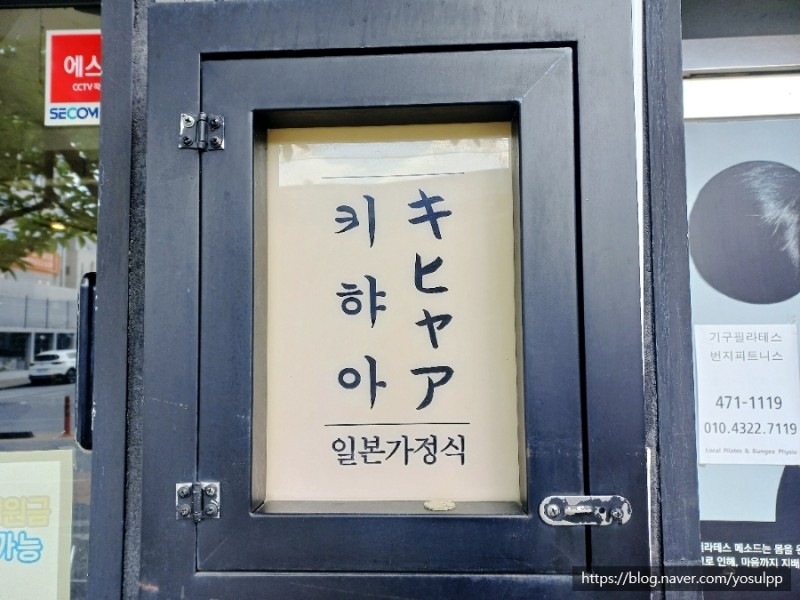 에스
CCTV
SECOM
키햐아
キヒャア
일본가정식
기구필라테스
번지피트니스
471-1119
010.4322.7119
Local Pilates & Bungee Physio
필라테스 메소드는 몸을
로 인해, 마음까지 지배
원금
가능
https://blog.naver.com/yosulpp